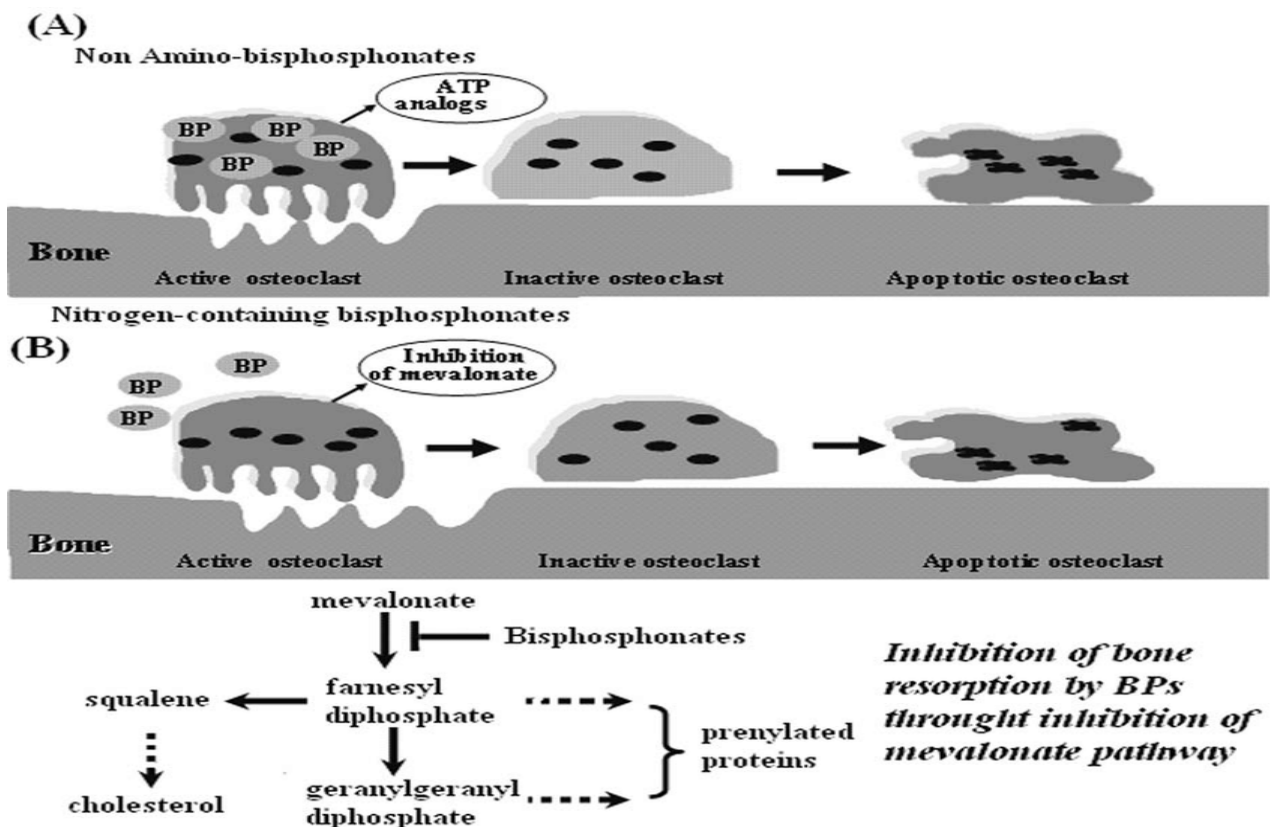 (A)
Non Amino-bisphosphonates
ATP
analogs
BP
BP
BP
BP
Bone
Active osteoclast
Inactive osteoclast
Apoptotic osteoclast
Nitrogen-containing bisphosphonates
(B)
BP
BP
BP
Inhibition
of mevalonate
Bone
Active osteoclast
Inactive osteoclast
Apoptotic osteoclast
mevalonate
Bisphosphonates
squalene
farnesyl
diphosphate
prenylated
proteins
cholesterol
geranylgeranyl
diphosphate
Inhibition of bone
resorption by BPs
throught inhibition of
mevalonate pathway